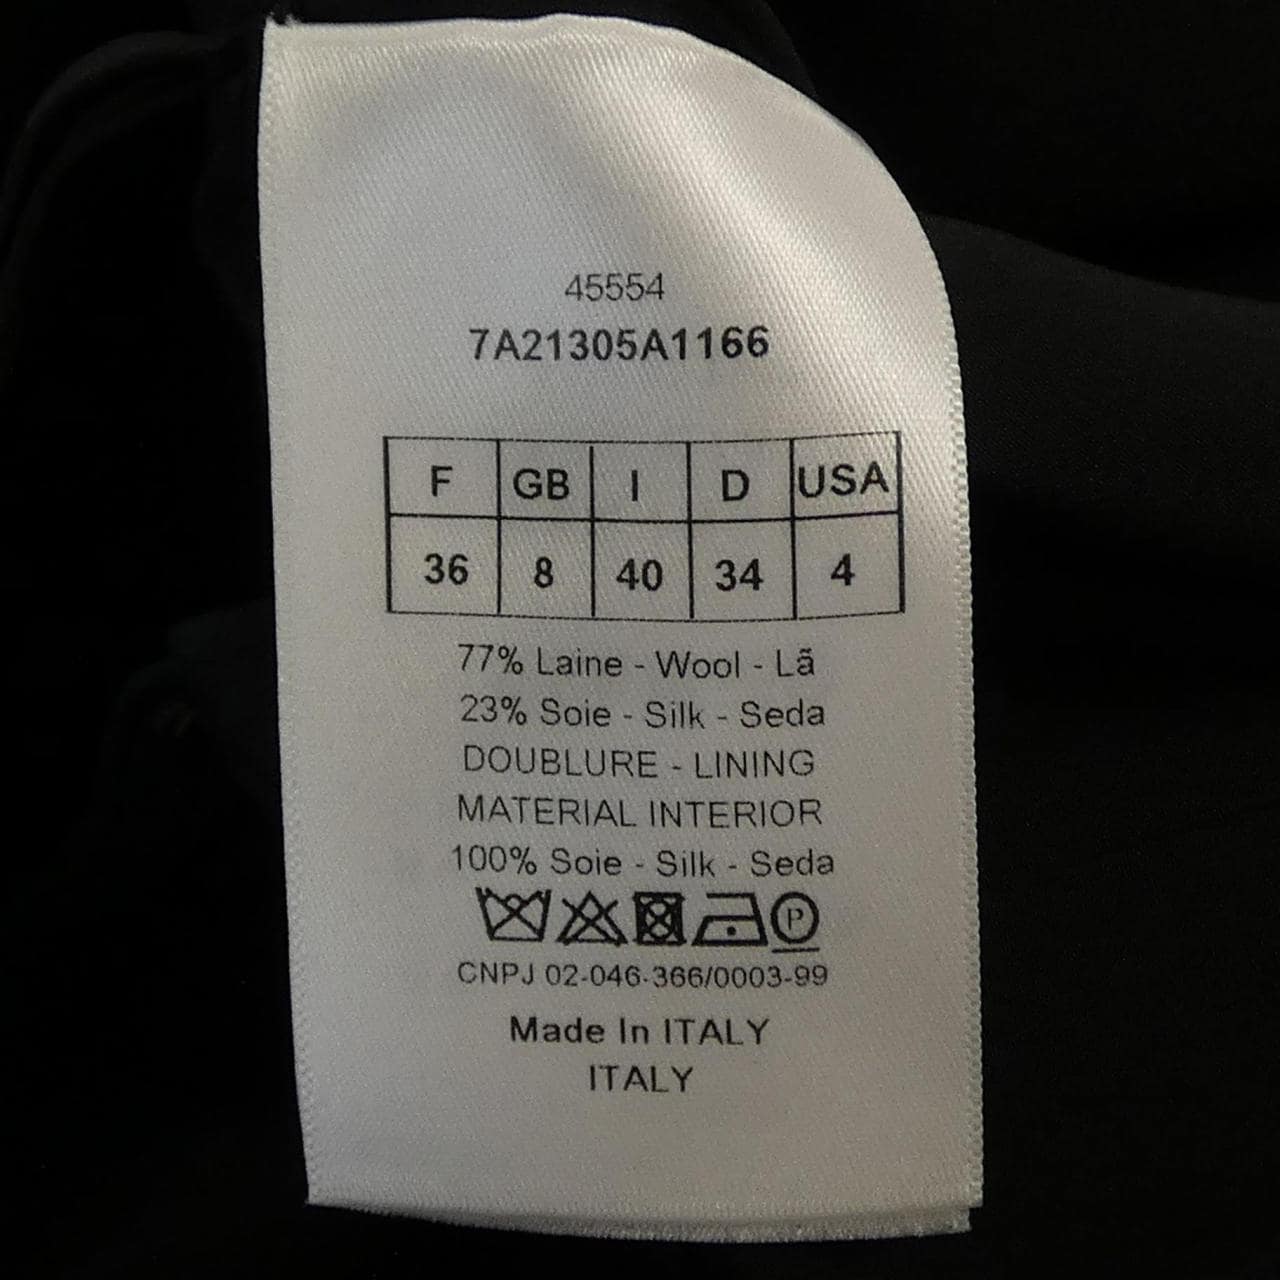 45554
7A21305A1166
F GB I D USA
36 8 40 34 4
77% Laine - Wool - Lã
23% Soie - Silk - Seda
DOUBLURE - LINING
MATERIAL INTERIOR
100% Soie - Silk - Seda
P
CNPJ 02-046-366/0003-99
Made In ITALY
ITALY